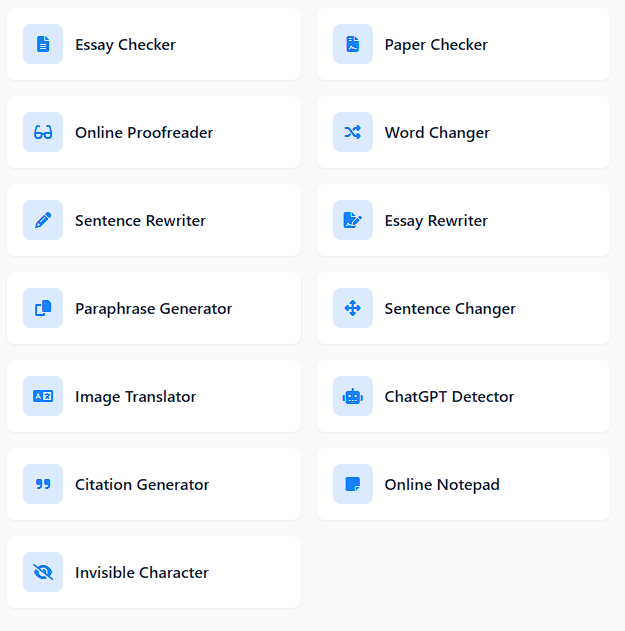 Essay Checker
Paper Checker
Online Proofreader
Word Changer
Sentence Rewriter
Essay Rewriter
Paraphrase Generator
Sentence Changer
Image Translator
ChatGPT Detector
Citation Generator
Online Notepad
Invisible Character